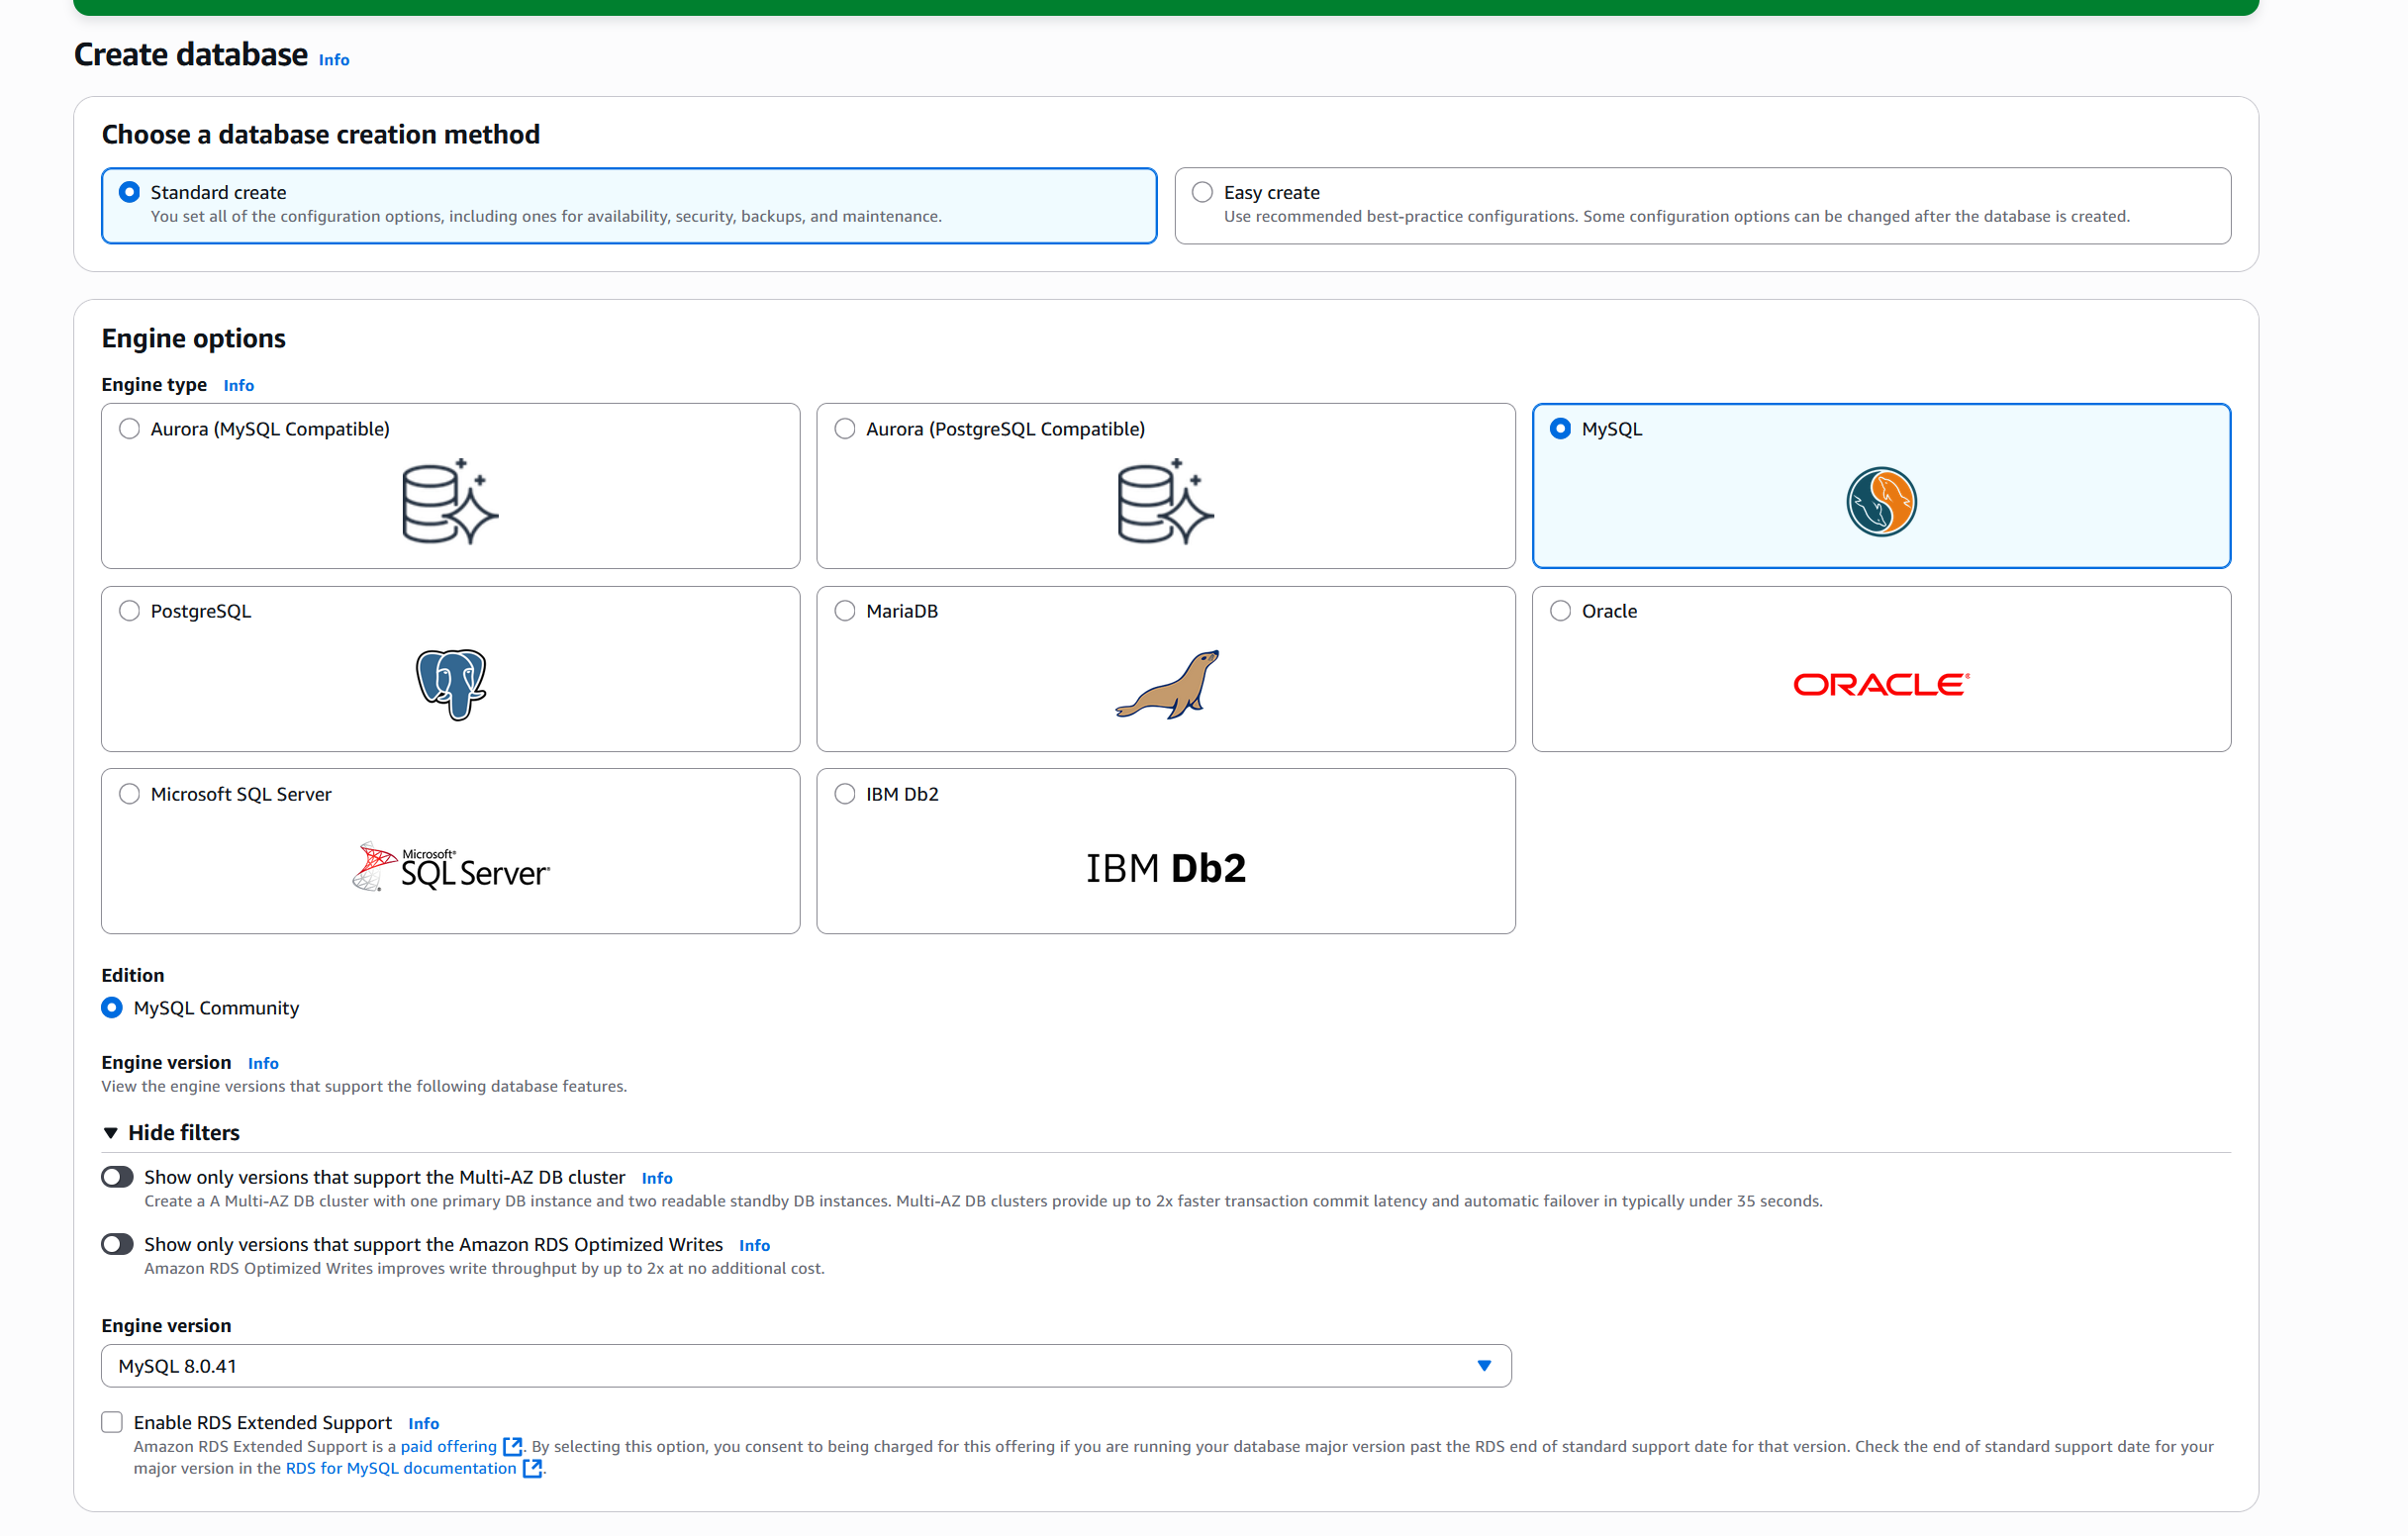 Create database Info
Choose a database creation method
Standard create
You set all of the configuration options, including ones for availability, security, backups, and maintenance.
Easy create
Use recommended best-practice configurations. Some configuration options can be changed after the database is created.
Engine options
Engine type Info
Aurora (MySQL Compatible)
Aurora (PostgreSQL Compatible)
MySQL
PostgreSQL
MariaDB
Oracle
ORACLE®
Microsoft SQL Server
Microsoft®
SQL Server®
IBM Db2
IBM Db2
Edition
MySQL Community
Engine version Info
View the engine versions that support the following database features.
Hide filters
Show only versions that support the Multi-AZ DB cluster Info
Create a A Multi-AZ DB cluster with one primary DB instance and two readable standby DB instances. Multi-AZ DB clusters provide up to 2x faster transaction commit latency and automatic failover in typically under 35 seconds.
Show only versions that support the Amazon RDS Optimized Writes Info
Amazon RDS Optimized Writes improves write throughput by up to 2x at no additional cost.
Engine version
MySQL 8.0.41
Enable RDS Extended Support Info
Amazon RDS Extended Support is a paid offering. By selecting this option, you consent to being charged for this offering if you are running your database major version past the RDS end of standard support date for that version. Check the end of standard support date for your
major version in the RDS for MySQL documentation.